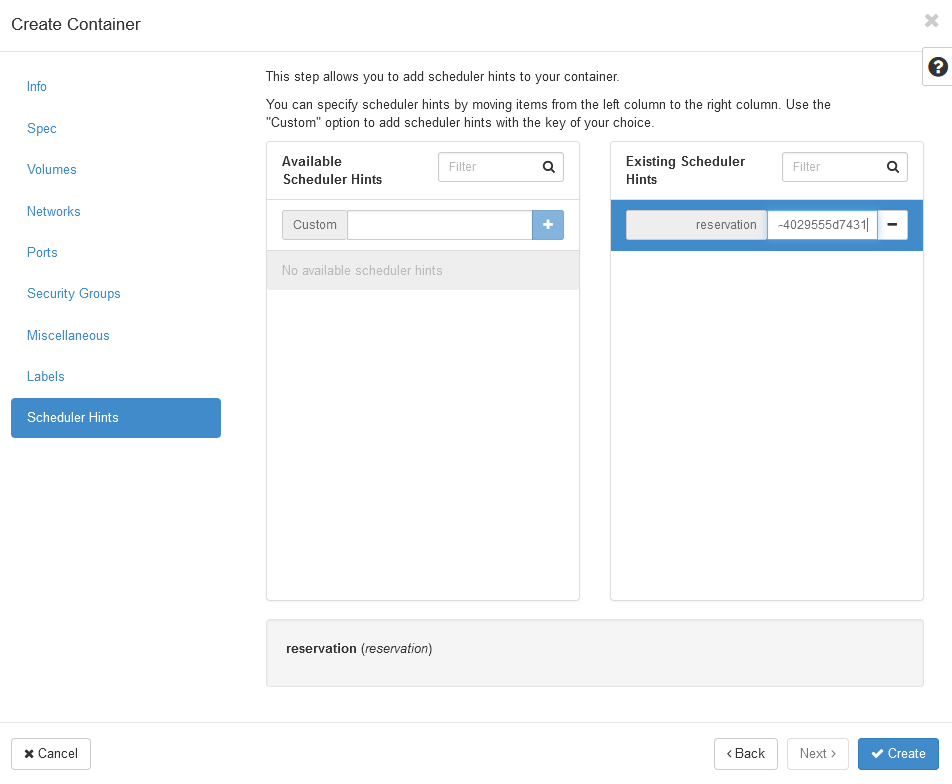 Create Container
Info
Spec
Volumes
Networks
Ports
Security Groups
Miscellaneous
Labels
Scheduler Hints
This step allows you to add scheduler hints to your container.
You can specify scheduler hints by moving items from the left column to the right column. Use the
"Custom" option to add scheduler hints with the key of your choice.
Available
Scheduler Hints
Filter
Custom
No available scheduler hints
Existing Scheduler
Hints
Filter
reservation
-4029555d7431
reservation (reservation)
Cancel
Back
Next
Create